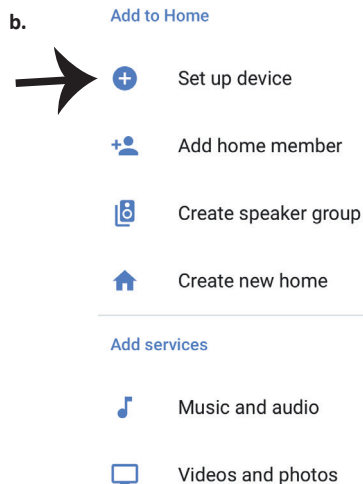 b.
Add to Home
Set up device
Add home member
Create speaker group
Create new home
Add services
Music and audio
Videos and photos